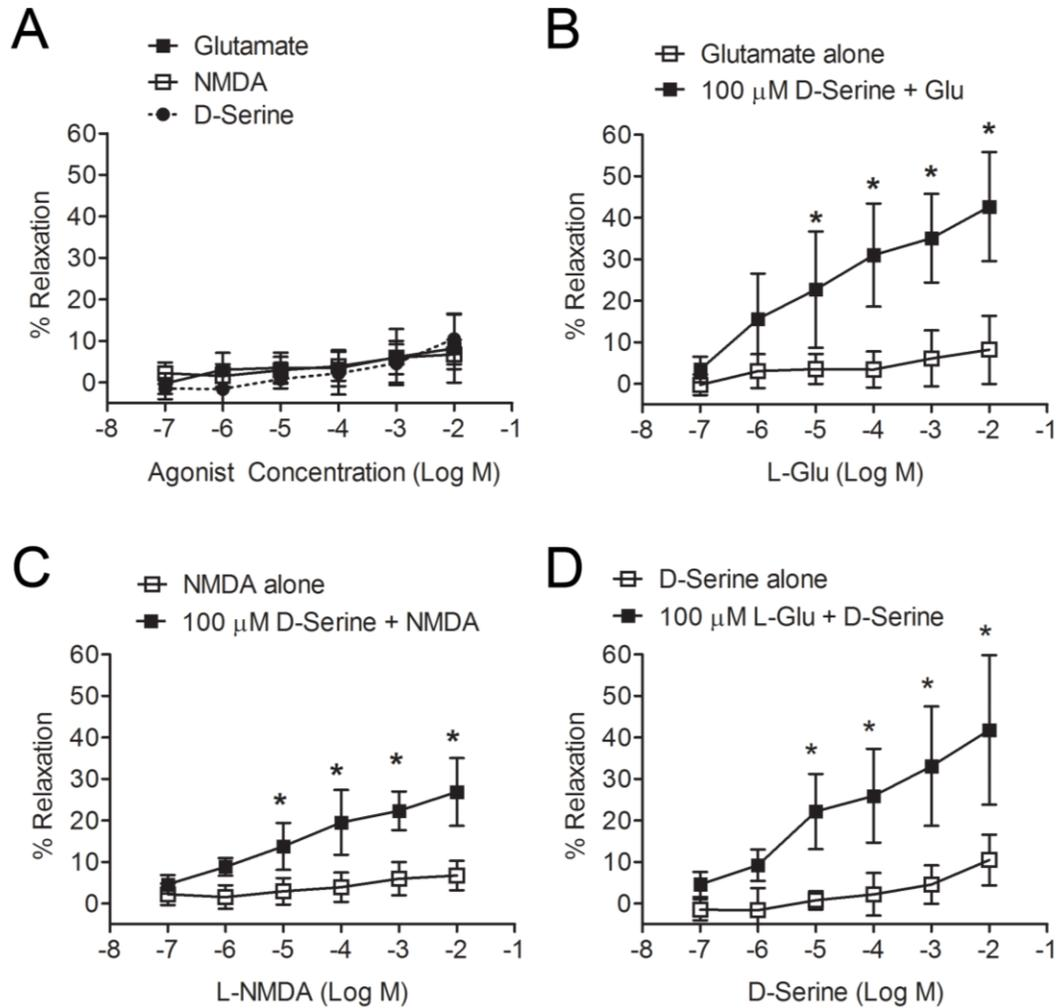 A
Glutamate
NMDA
D-Serine
60
50
40
30
20
10
0
% Relaxation
-8 -7 -6 -5 -4 -3 -2 -1
Agonist Concentration (Log M)
B
Glutamate alone
100 μM D-Serine + Glu
60
50
40
30
20
10
0
% Relaxation
* * * *
-8 -7 -6 -5 -4 -3 -2 -1
L-Glu (Log M)
C
NMDA alone
100 μM D-Serine + NMDA
60
50
40
30
20
10
0
% Relaxation
* * * *
-8 -7 -6 -5 -4 -3 -2 -1
L-NMDA (Log M)
D
D-Serine alone
100 μM L-Glu + D-Serine
60
50
40
30
20
10
0
% Relaxation
* * * *
-8 -7 -6 -5 -4 -3 -2 -1
D-Serine (Log M)